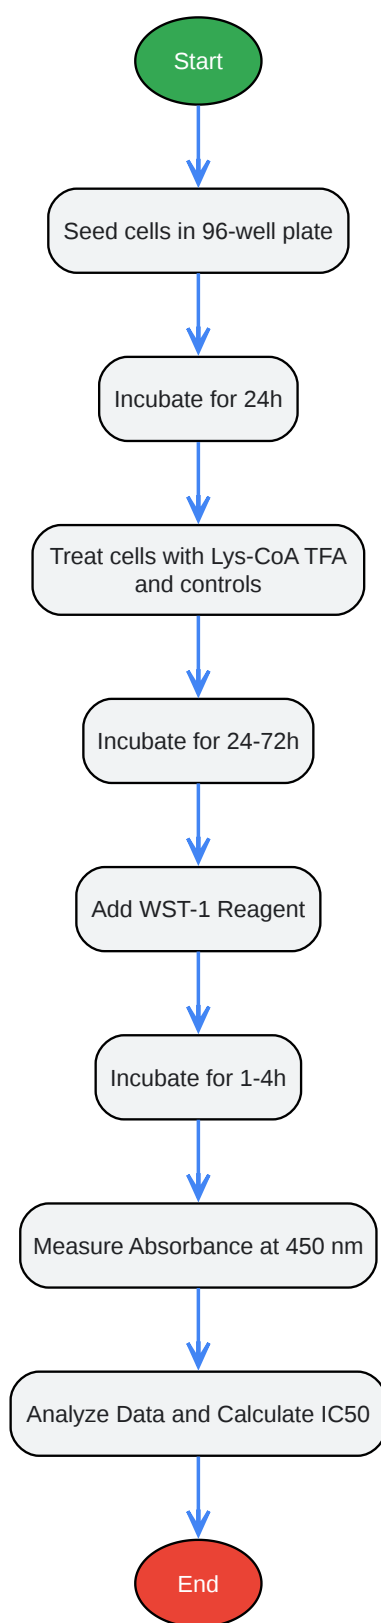 Start
Seed cells in 96-well plate
Incubate for 24h
Treat cells with Lys-CoA TFA
and controls
Incubate for 24-72h
Add WST-1 Reagent
Incubate for 1-4h
Measure Absorbance at 450 nm
Analyze Data and Calculate IC50
End